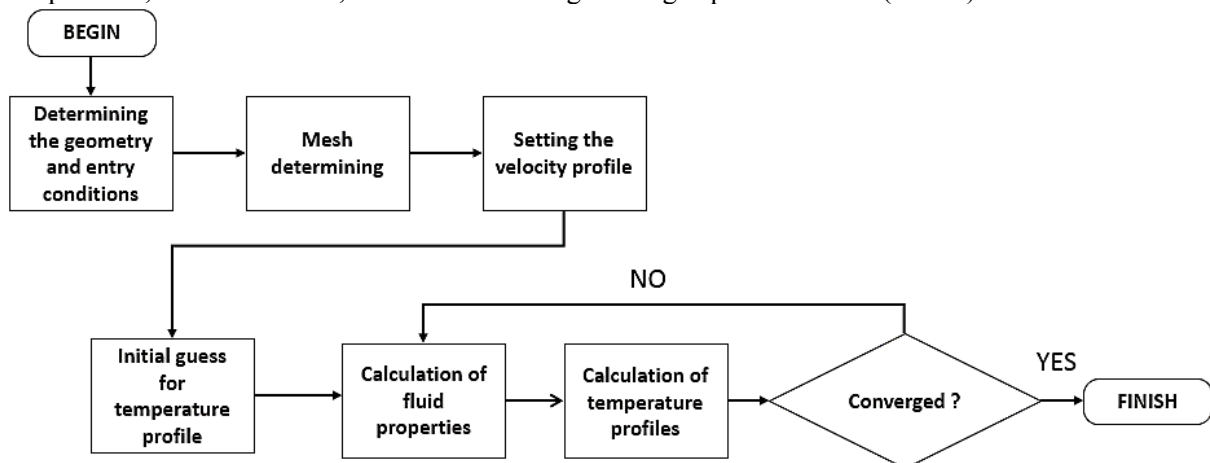 BEGIN
Determining
the geometry
and entry
conditions
Mesh
determining
Setting the
velocity profile
NO
Initial guess
for
temperature
profile
Calculation of
fluid
properties
Calculation of
temperature
profiles
Converged ?
YES
FINISH